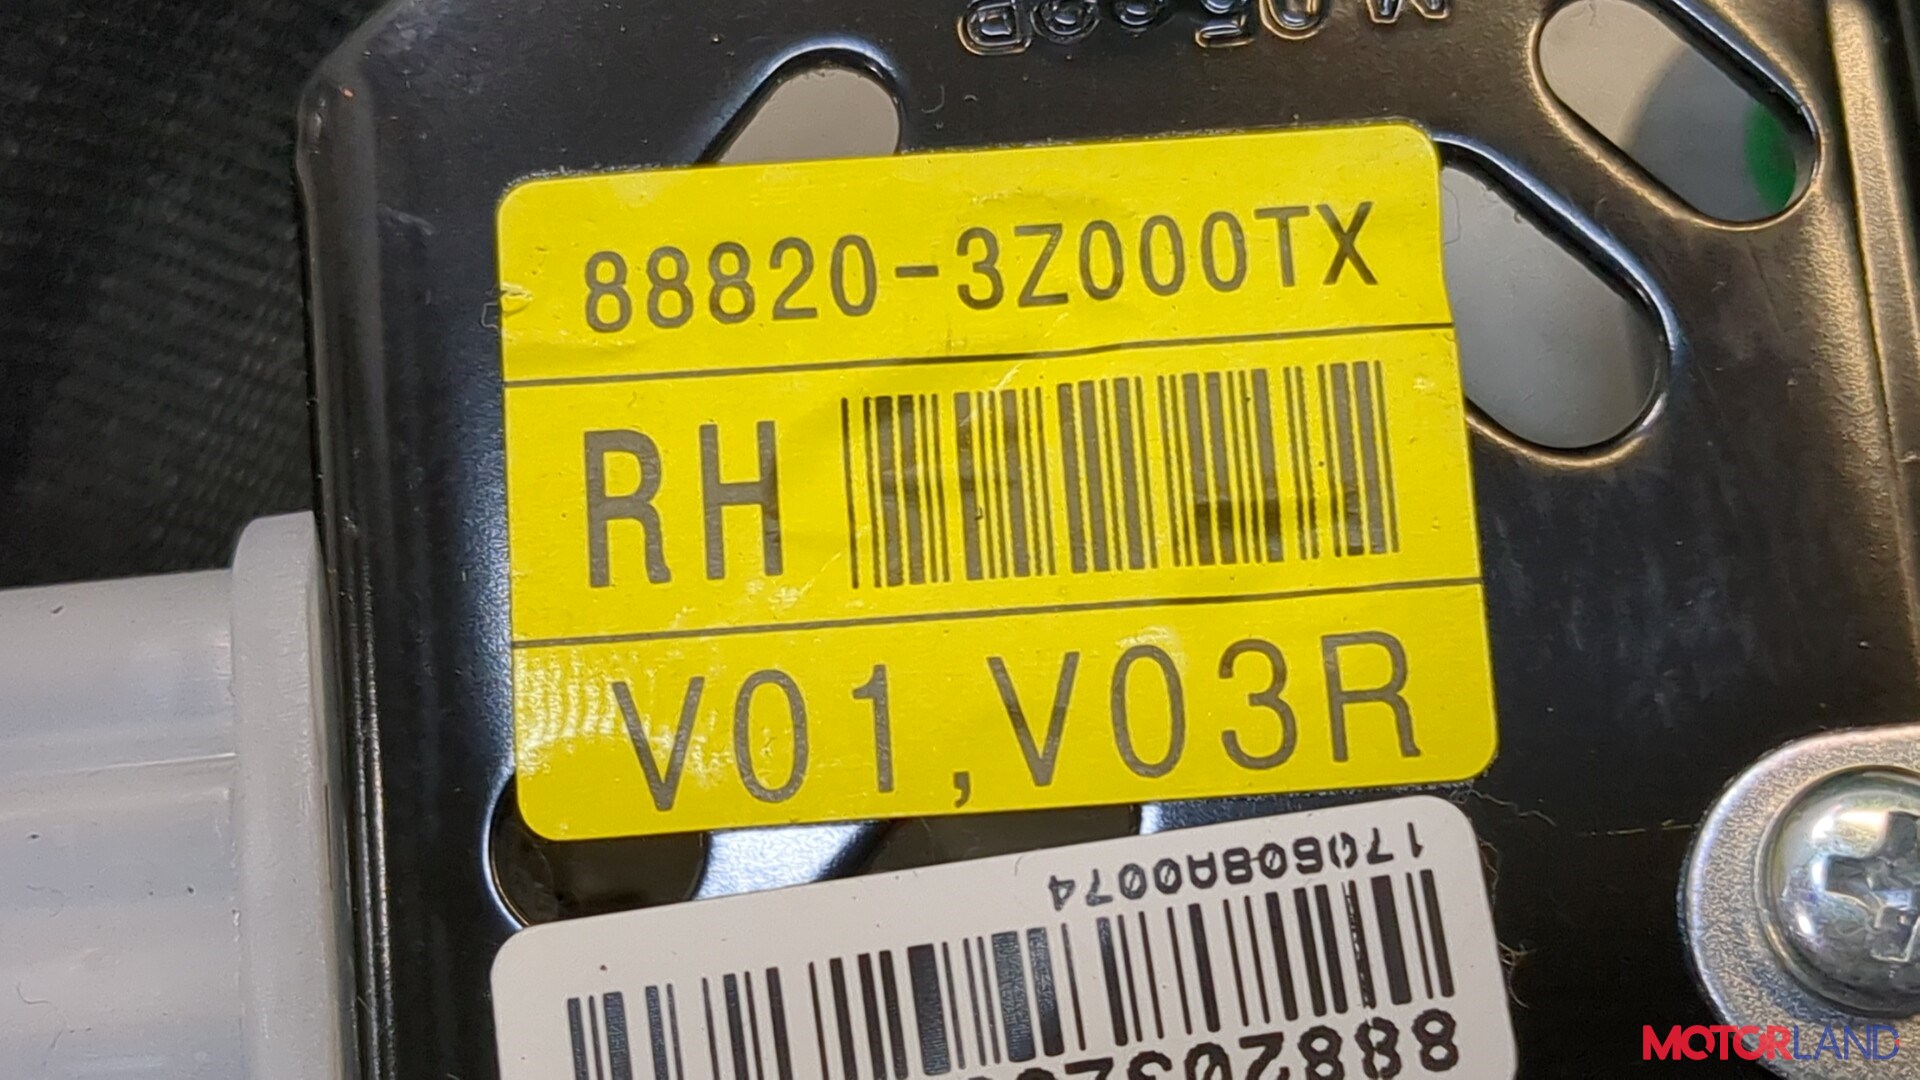 88820-3Z000TX
RH
V01,V03R
170608A0074
MOTORLAND